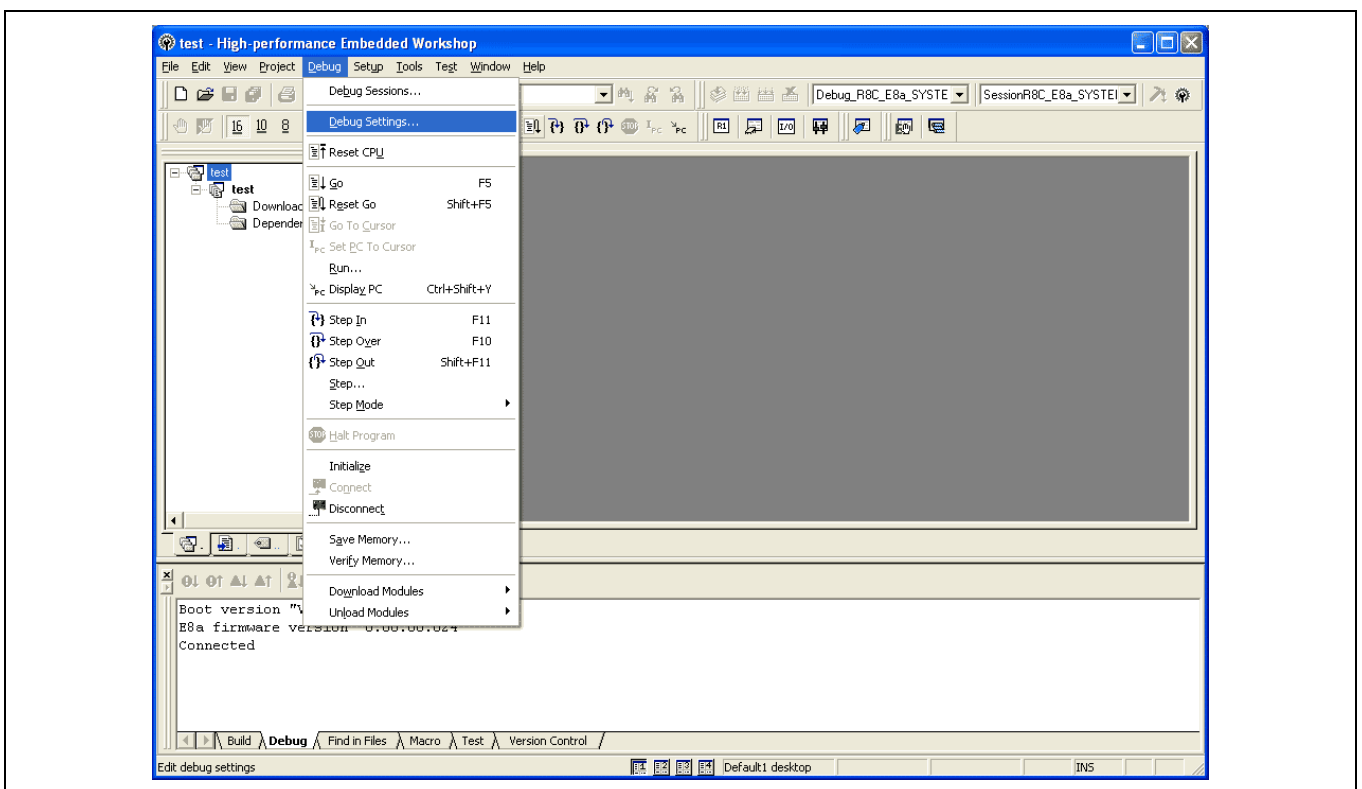 test - High-performance Embedded Workshop
File Edit View Project Debug Setup Tools Test Window Help
Debug_R8C_E8a_SYSTE SessionR8C_E8a_SYSTEI
16 10 8
test
test
Download
Depender
Debug Sessions...
Debug Settings...
Reset CPU
Go F5
Reset Go Shift+F5
Go To Cursor
Set PC To Cursor
Run...
Display PC Ctrl+Shift+Y
Step In F11
Step Over F10
Step Out Shift+F11
Step...
Step Mode
Halt Program
Initialize
Connect
Disconnect
Save Memory...
Verify Memory...
Download Modules
Unload Modules
Boot version "V
E8a firmware version
Connected
Build Debug Find in Files Macro Test Version Control
Edit debug settings Default1 desktop INS